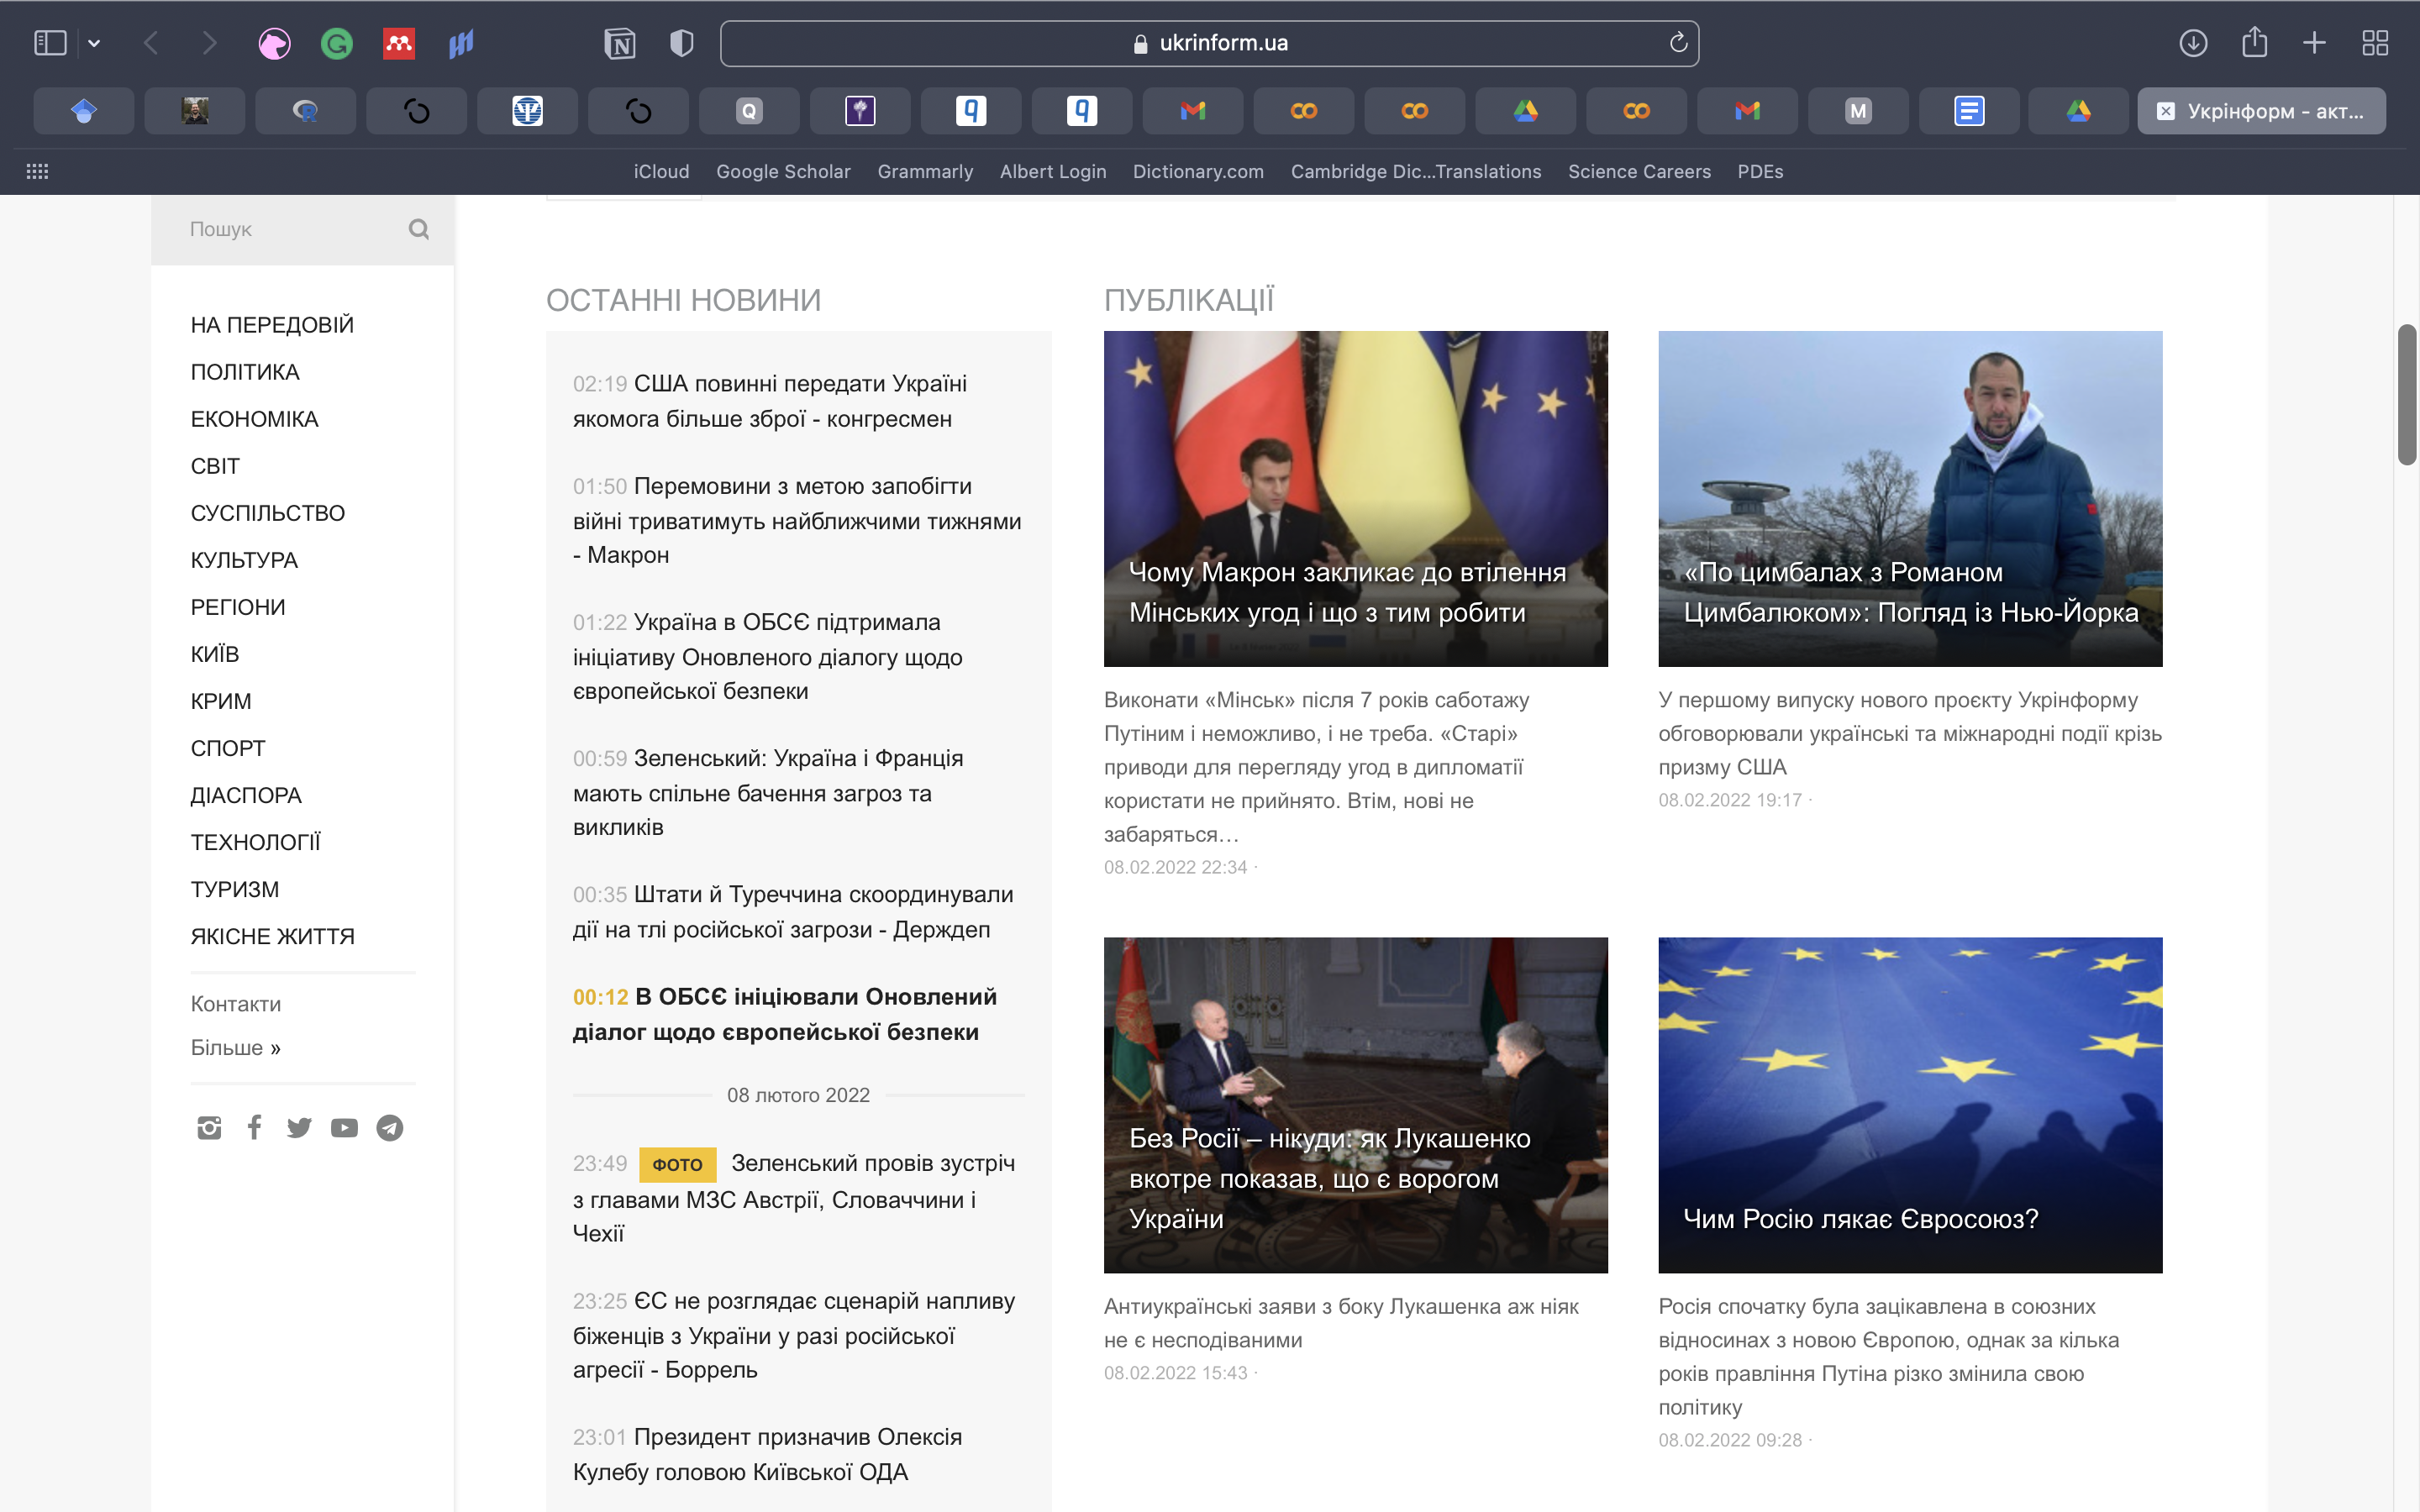 ukrinform.ua
Q
M
Укрінформ - акт...
iCloud
Google Scholar
Grammarly
Albert Login
Dictionary.com
Cambridge Dic...Translations
Science Careers
PDEs
Пошук
НА ПЕРЕДОВІЙ
ПОЛІТИКА
ЕКОНОМІКА
СВІТ
СУСПІЛЬСТВО
КУЛЬТУРА
РЕГІОНИ
КИЇВ
КРИМ
СПОРТ
ДІАСПОРА
ТЕХНОЛОГІЇ
ТУРИЗМ
ЯКІСНЕ ЖИТТЯ
Контакти
Більше »
ОСТАННІ НОВИНИ
02:19 США повинні передати Україні
якомога більше зброї - конгресмен
01:50 Перемовини з метою запобігти
війні триватимуть найближчими тижнями
- Макрон
01:22 Україна в ОБСЄ підтримала
ініціативу Оновленого діалогу щодо
європейської безпеки
00:59 Зеленський: Україна і Франція
мають спільне бачення загроз та
викликів
00:35 Штати й Туреччина скоординували
дії на тлі російської загрози - Держдеп
00:12 В ОБСЄ ініціювали Оновлений
діалог щодо європейської безпеки
08 лютого 2022
23:49 ФОТО Зеленський провів зустріч
з главами МЗС Австрії, Словаччини і
Чехії
23:25 ЄС не розглядає сценарій напливу
біженців з України у разі російської
агресії - Боррель
23:01 Президент призначив Олексія
Кулебу головою Київської ОДА
ПУБЛІКАЦІЇ
Чому Макрон закликає до втілення
Мінських угод і що з тим робити
Виконати «Мінськ» після 7 років саботажу
Путіним і неможливо, і не треба. «Старі»
приводи для перегляду угод в дипломатії
користати не прийнято. Втім, нові не
забаряться…
08.02.2022 22:34 ·
«По цимбалах з Романом
Цимбалюком»: Погляд із Нью-Йорка
У першому випуску нового проєкту Укрінформу
обговорювали українські та міжнародні події крізь
призму США
08.02.2022 19:17 ·
Без Росії – нікуди: як Лукашенко
вкотре показав, що є ворогом
України
Антиукраїнські заяви з боку Лукашенка аж ніяк
не є несподіваними
08.02.2022 15:43 ·
Чим Росію лякає Євросоюз?
Росія спочатку була зацікавлена в союзних
відносинах з новою Європою, однак за кілька
років правління Путіна різко змінила свою
політику
08.02.2022 09:28 ·